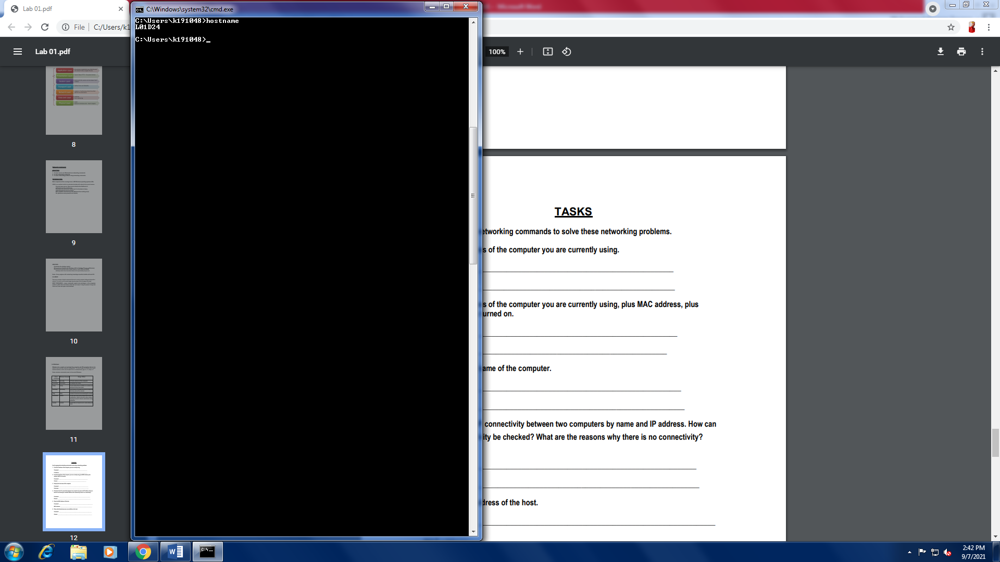 Lab 01.pdf
C:\Windows\system32\cmd.exe
File
C:/Users/k1
Lab 01.pdf
100%
C:\Users\k191048>hostname
L01D24
C:\Users\k191048>_
8
9
10
11
12
TASKS
etworking commands to solve these networking problems.
s of the computer you are currently using.
s of the computer you are currently using, plus MAC address, plus
urned on.
ame of the computer.
connectivity between two computers by name and IP address. How can
ity be checked? What are the reasons why there is no connectivity?
dress of the host.
2:42 PM
9/7/2021